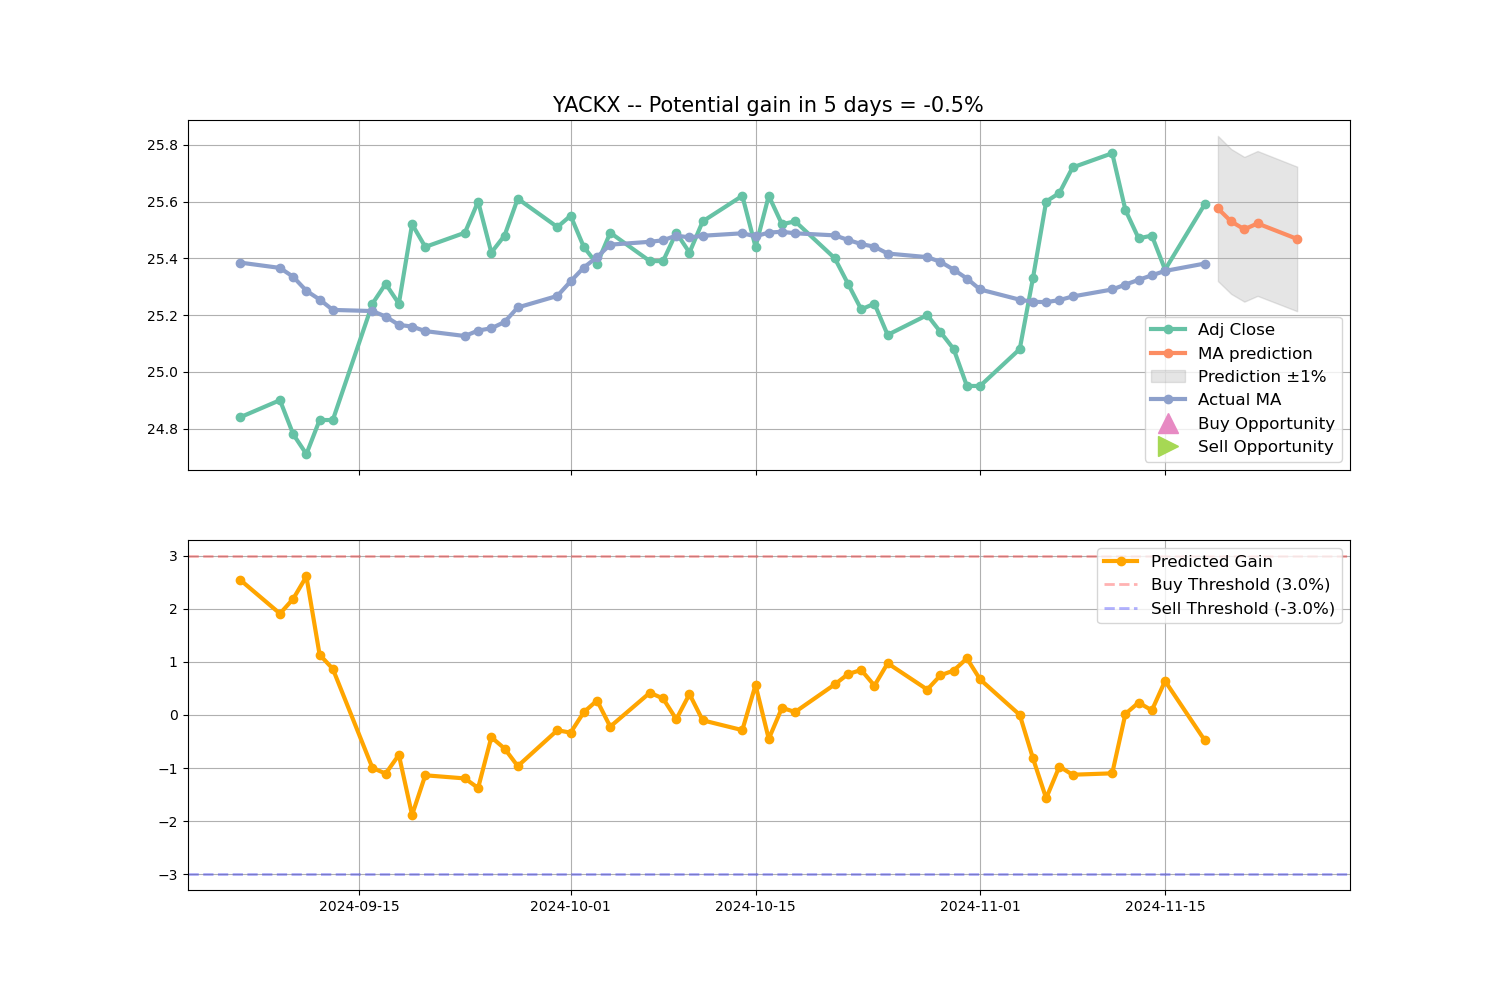 YACKX -- Potential gain in 5 days = -0.5%
25.8
25.6
25.4
25.2
25.0
24.8
Adj Close
MA prediction
Prediction ±1%
Actual MA
Buy Opportunity
Sell Opportunity
3
2
1
0
−1
−2
−3
Predicted Gain
Buy Threshold (3.0%)
Sell Threshold (-3.0%)
2024-09-15 2024-10-01 2024-10-15 2024-11-01 2024-11-15